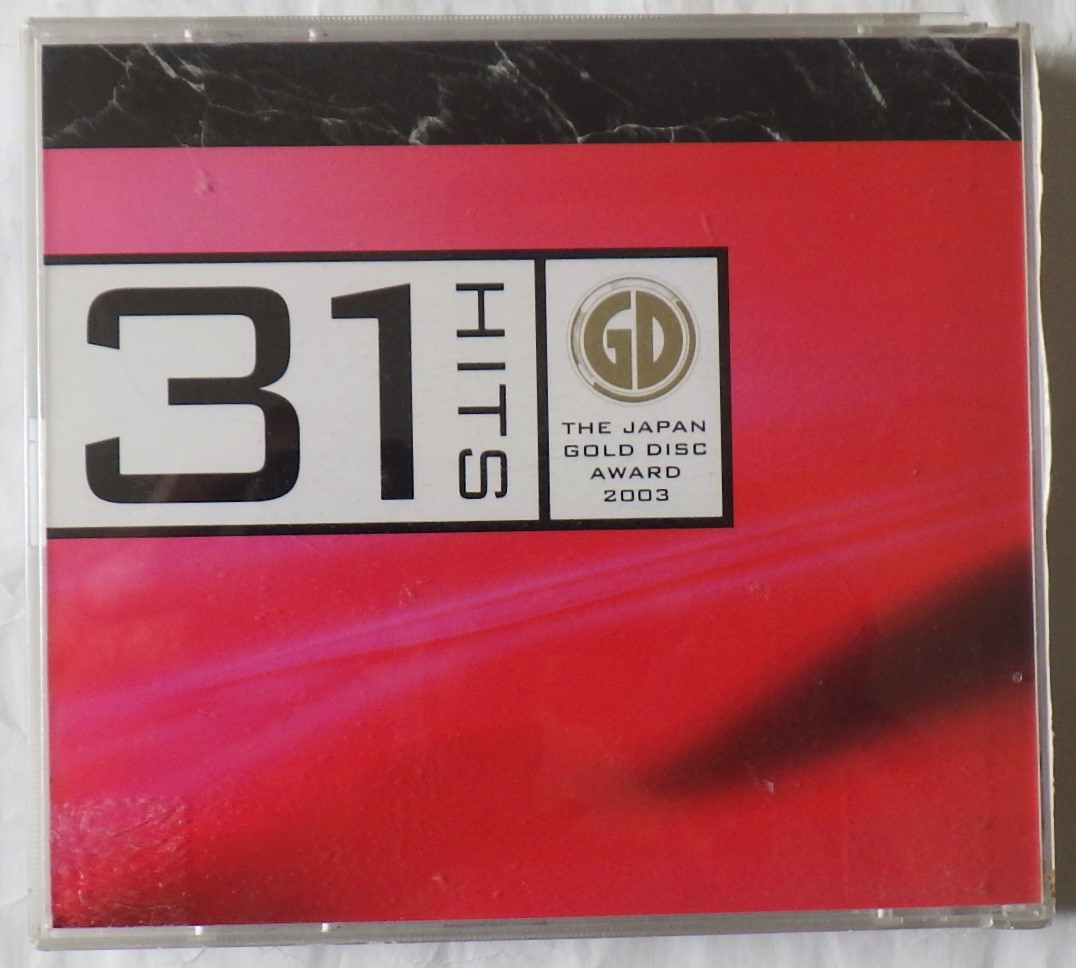 31
HITS
GD
THE JAPAN
GOLD DISC
AWARD
2003